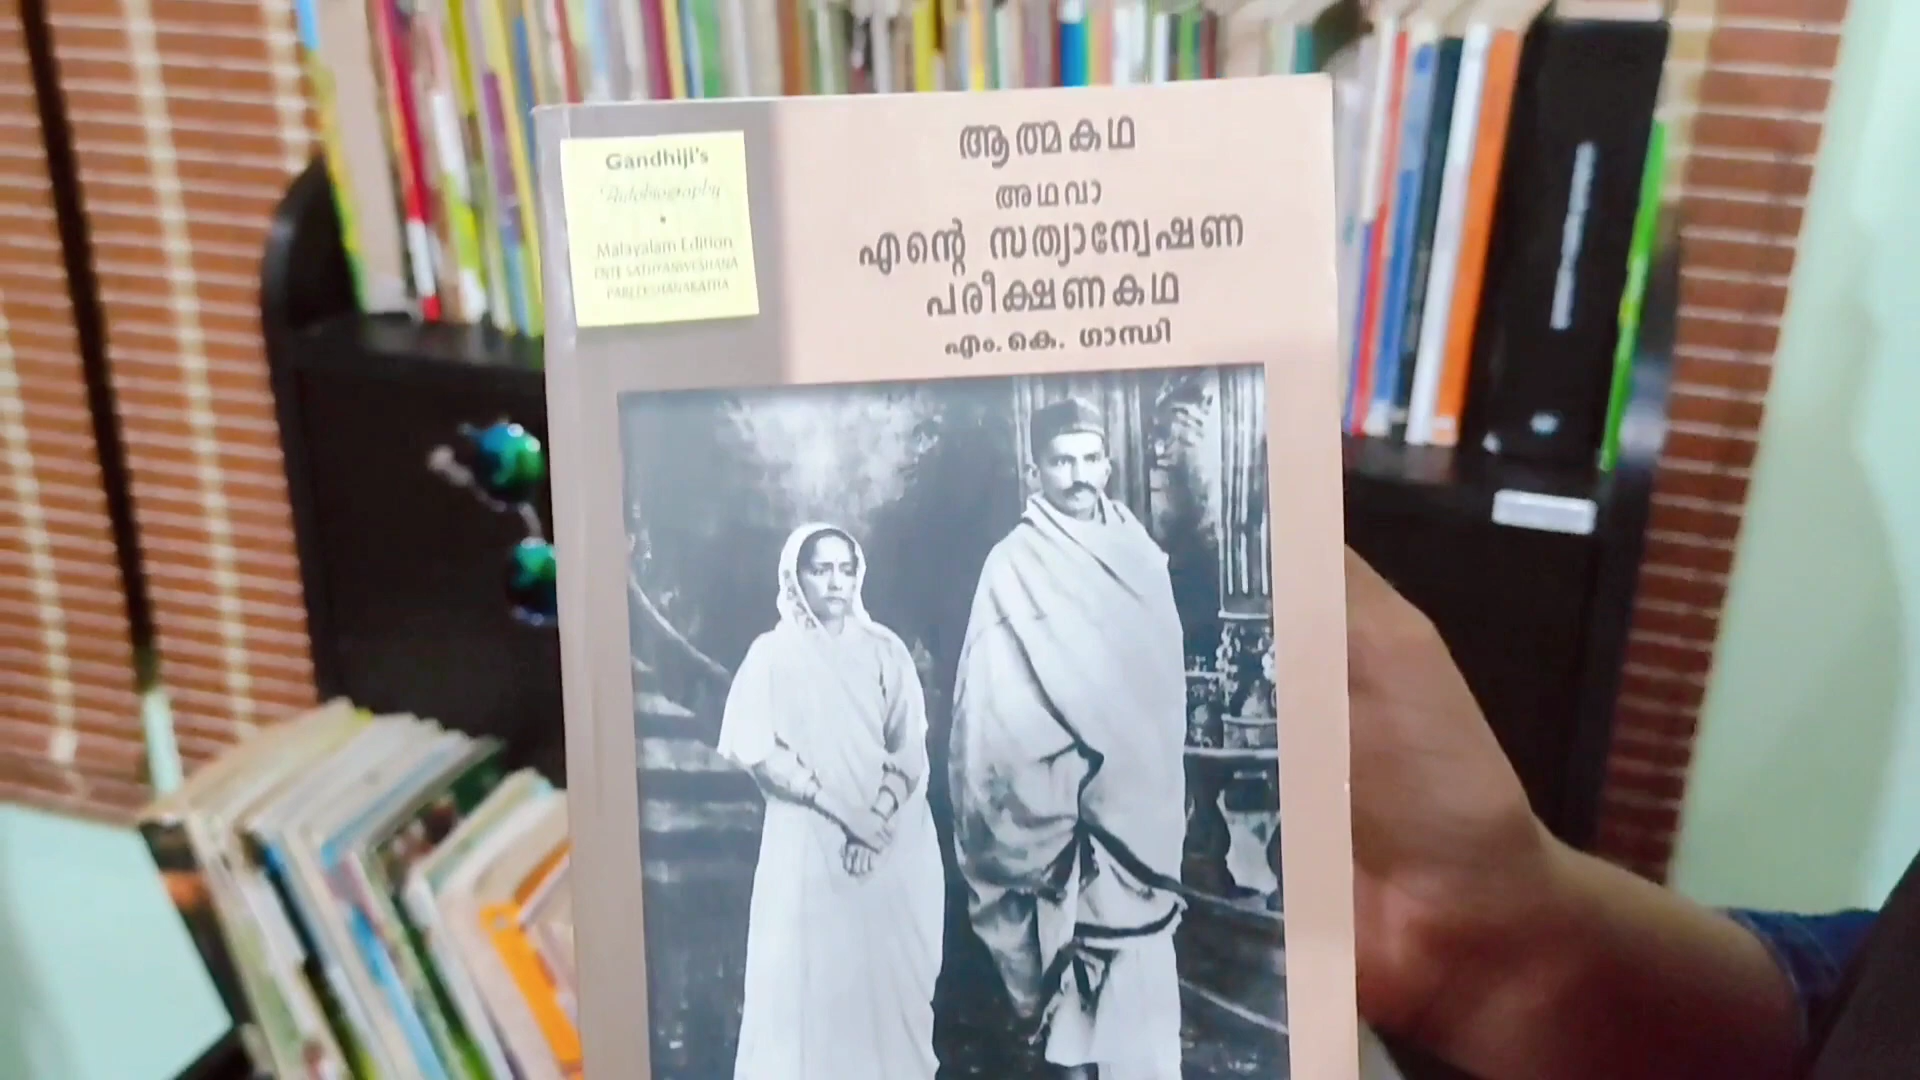 Gandhiji's
Autobiography
•
Malayalam Edition
ENTE SATHYANWESHANA
PAREEKSHANAKATHA
ആത്മകഥ
അഥവാ
എന്റെ സത്യാന്വേഷണ
പരീക്ഷണകഥ
എം. കെ. ഗാന്ധി